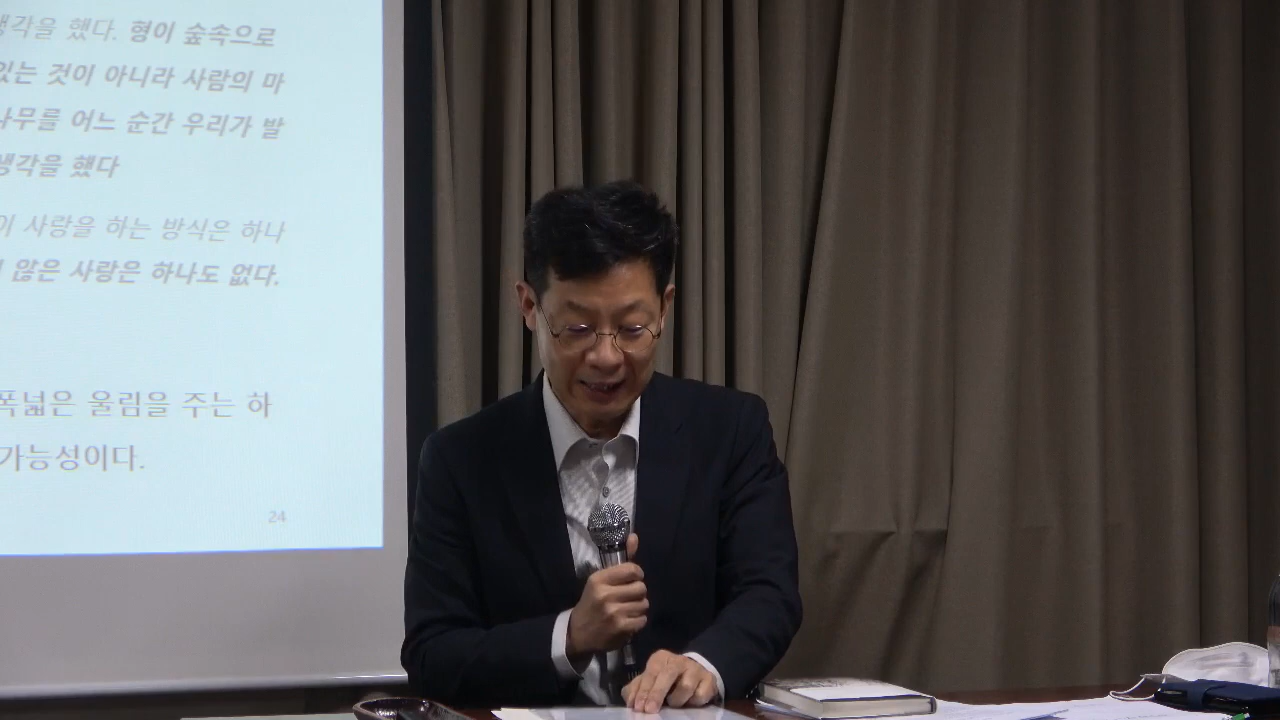 생각을 했다. 형이 숲속으로
있는 것이 아니라 사람의 마
나무를 어느 순간 우리가 발
생각을 했다
이 사랑을 하는 방식은 하나
않은 사랑은 하나도 없다.
폭넓은 울림을 주는 하
가능성이다.
24